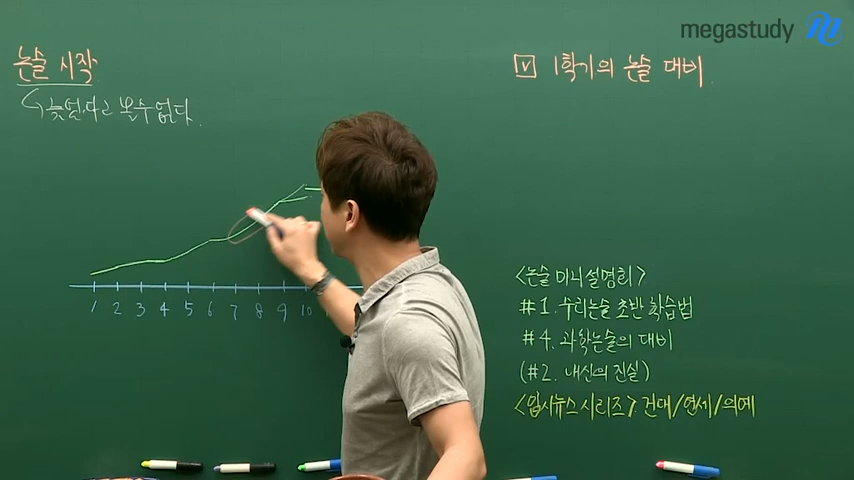 megastudy
논술 시작
늦었다고 볼수 없다.
1 2 3 4 5 6 7 8 9 10
V 1학기의 논술 대비
<논술 미니설명회>
#1. 수리논술 초반 학습법
#4. 과학논술의 대비
(#2. 내신의 진실)
<입시뉴스시리즈> 건대/연세/의예